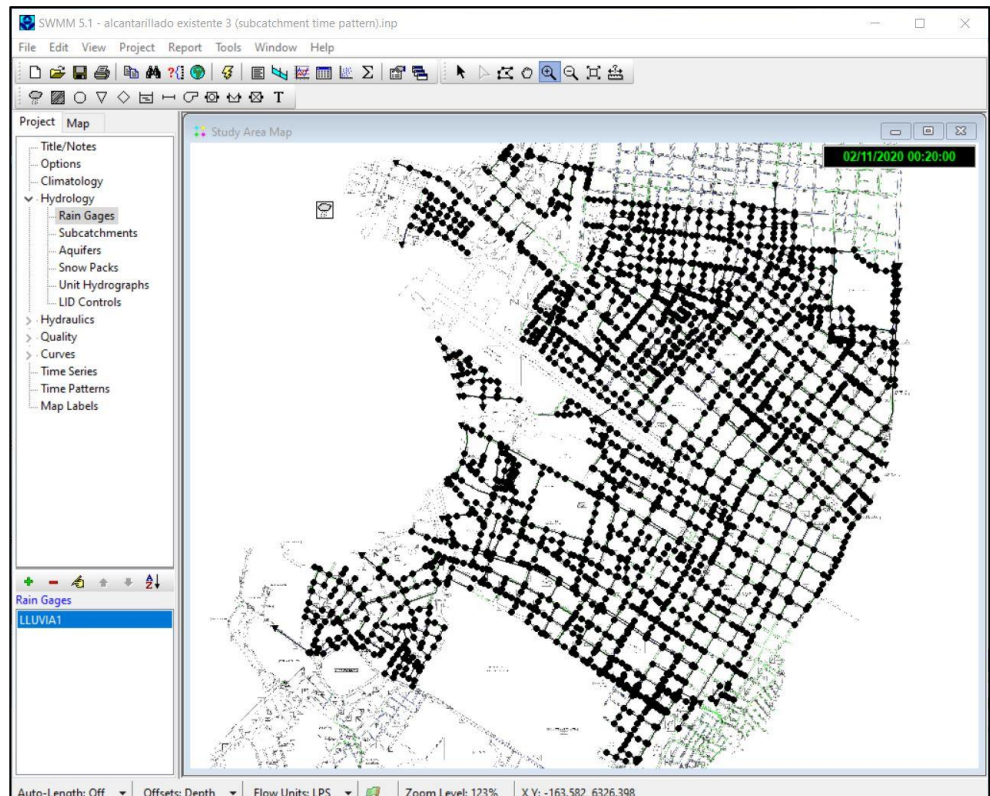 SWMM 5.1 - alcantarillado existente 3 (subcatchment time pattern).inp
File Edit View Project Report Tools Window Help
Project Map
Study Area Map
02/11/2020 00:20:00
Title/Notes
Options
Climatology
Hydrology
Rain Gages
Subcatchments
Aquifers
Snow Packs
Unit Hydrographs
LID Controls
Hydraulics
Quality
Curves
Time Series
Time Patterns
Map Labels
Rain Gages
LLUVIA1
Auto-Length: Off Offsets: Depth Flow Units: LPS Zoom Level: 123% X,Y: -163.582, 6326.398